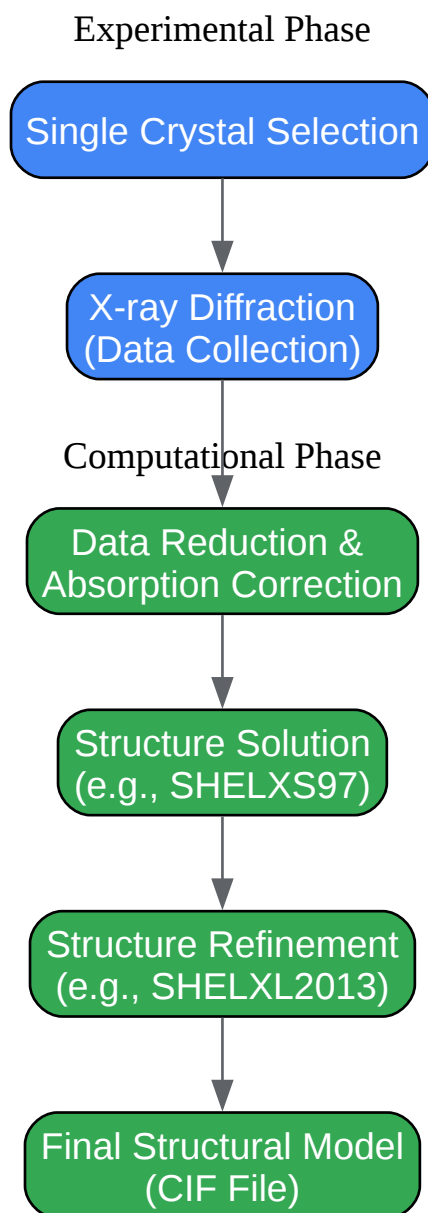 Experimental Phase
Single Crystal Selection
X-ray Diffraction
(Data Collection)
Computational Phase
Data Reduction &
Absorption Correction
Structure Solution
(e.g., SHELXS97)
Structure Refinement
(e.g., SHELXL2013)
Final Structural Model
(CIF File)